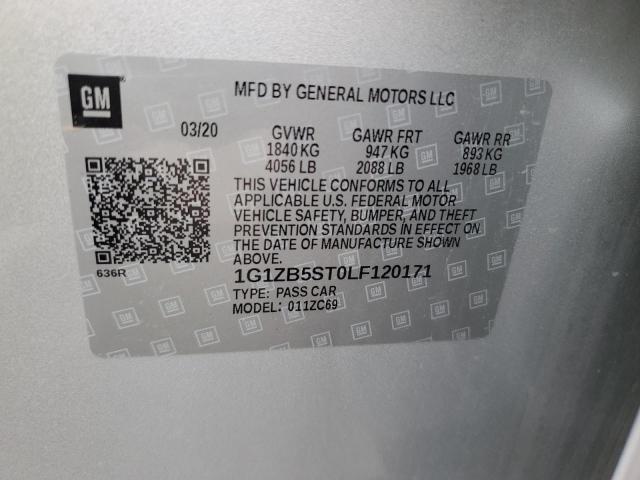 GM
MFD BY GENERAL MOTORS LLC
03/20 GVWR GAWR FRT GAWR RR
1840 KG 947 KG 893 KG
4056 LB 2088 LB 1968 LB
THIS VEHICLE CONFORMS TO ALL
APPLICABLE U.S. FEDERAL MOTOR
VEHICLE SAFETY, BUMPER, AND THEFT
PREVENTION STANDARDS IN EFFECT ON
THE DATE OF MANUFACTURE SHOWN
ABOVE.
636R
1G1ZB5ST0LF120171
TYPE: PASS CAR
MODEL: 011ZC69